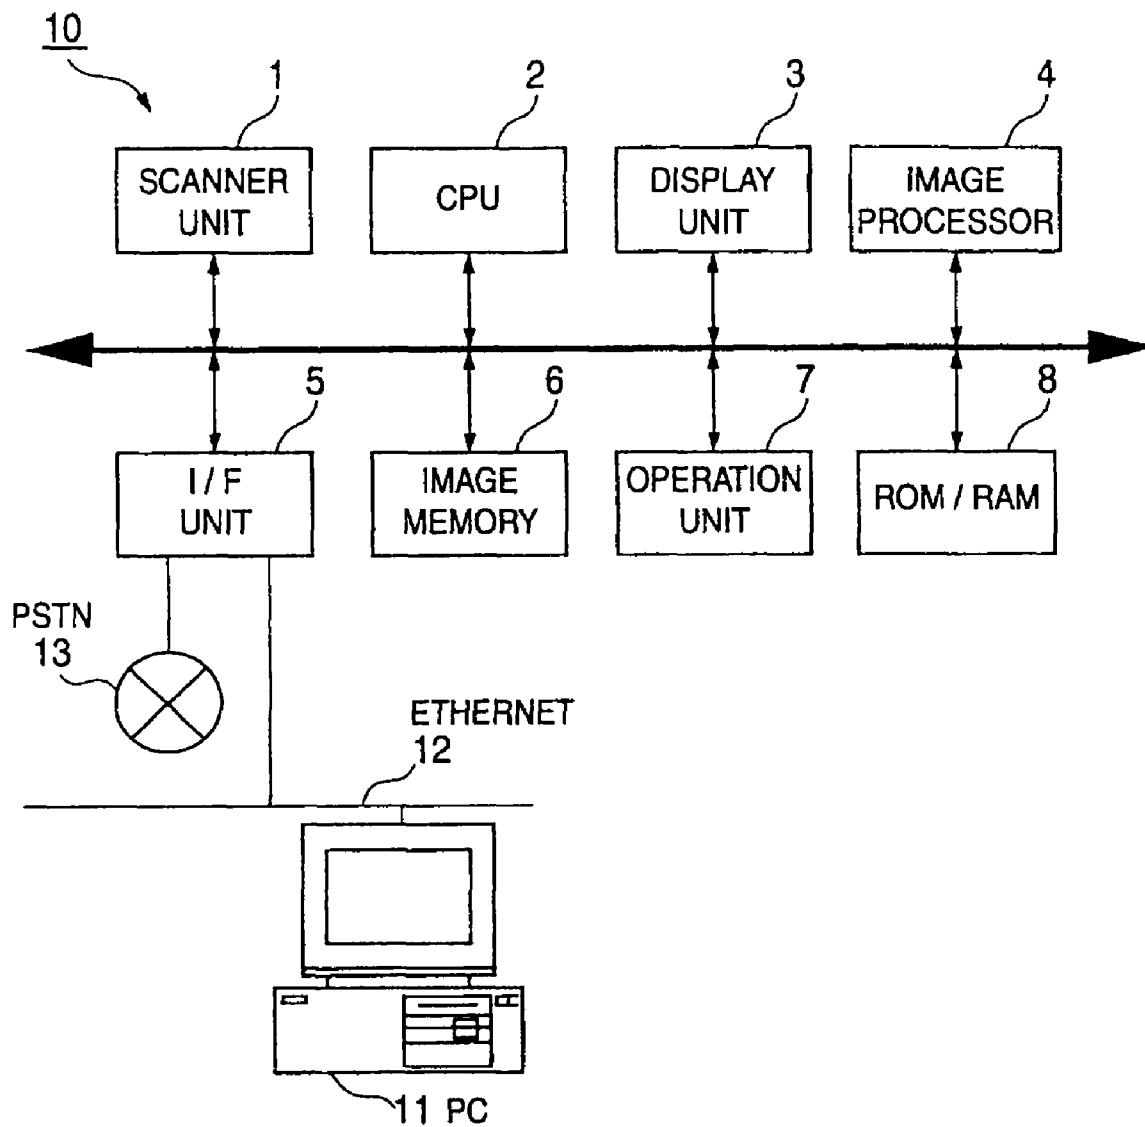 10
1
2
3
4
SCANNER
UNIT
CPU
DISPLAY
UNIT
IMAGE
PROCESSOR
5
6
7
8
I / F
UNIT
IMAGE
MEMORY
OPERATION
UNIT
ROM / RAM
PSTN
13
ETHERNET
12
11 PC